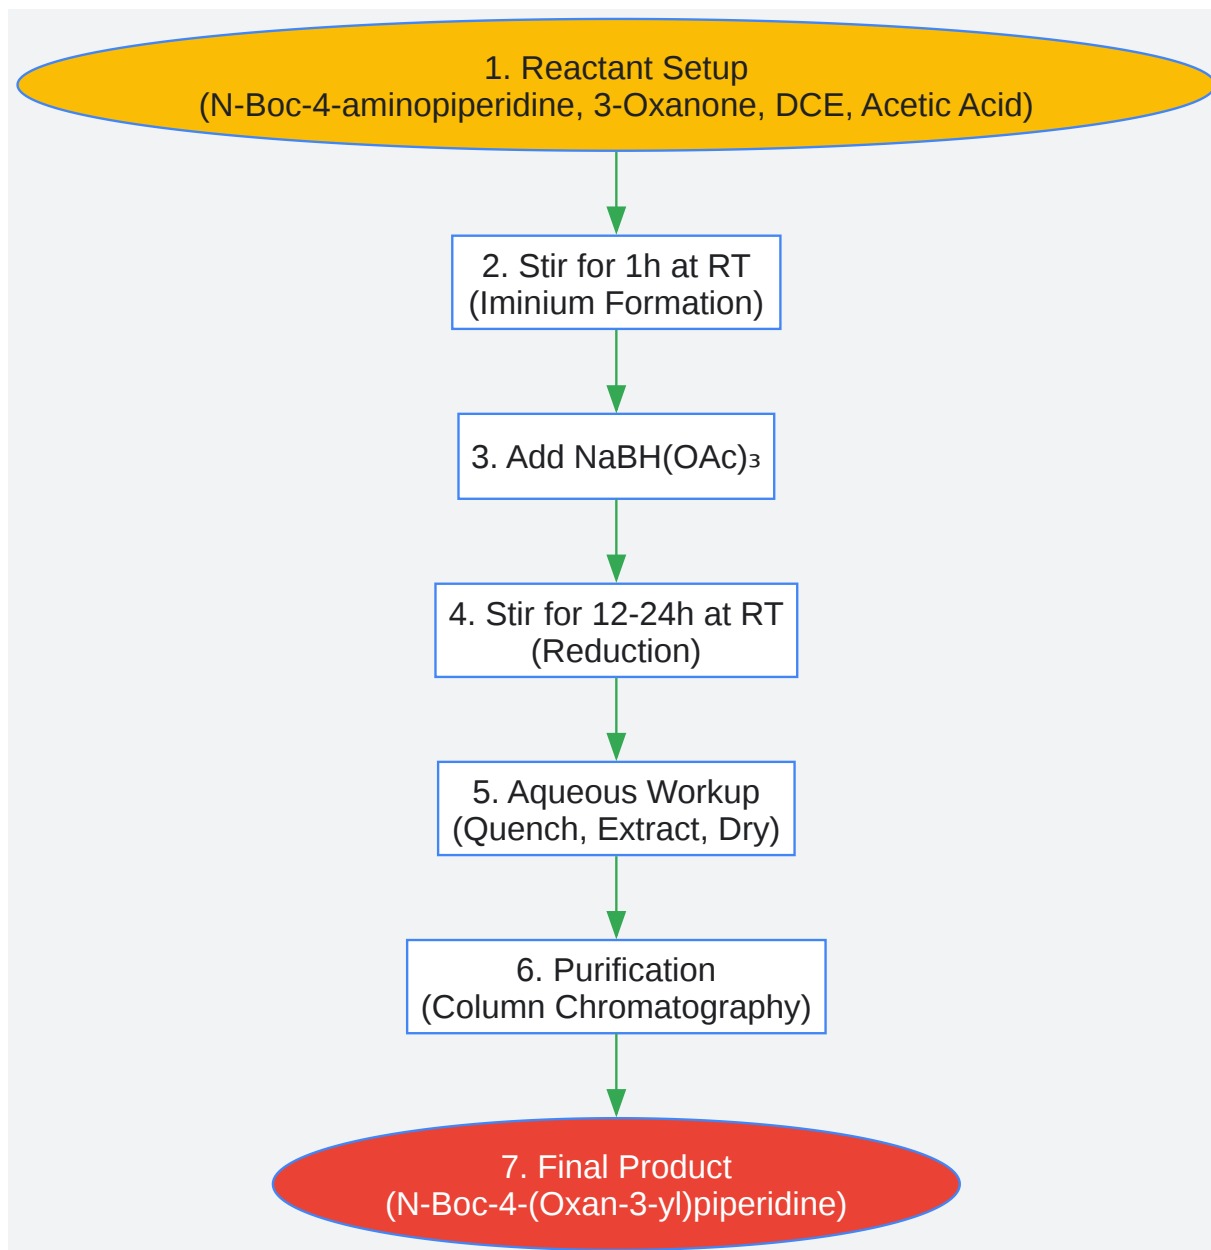 1. Reactant Setup
(N-Boc-4-aminopiperidine, 3-Oxanone, DCE, Acetic Acid)
2. Stir for 1h at RT
(Iminium Formation)
3. Add NaBH(OAc)₃
4. Stir for 12-24h at RT
(Reduction)
5. Aqueous Workup
(Quench, Extract, Dry)
6. Purification
(Column Chromatography)
7. Final Product
(N-Boc-4-(Oxan-3-yl)piperidine)